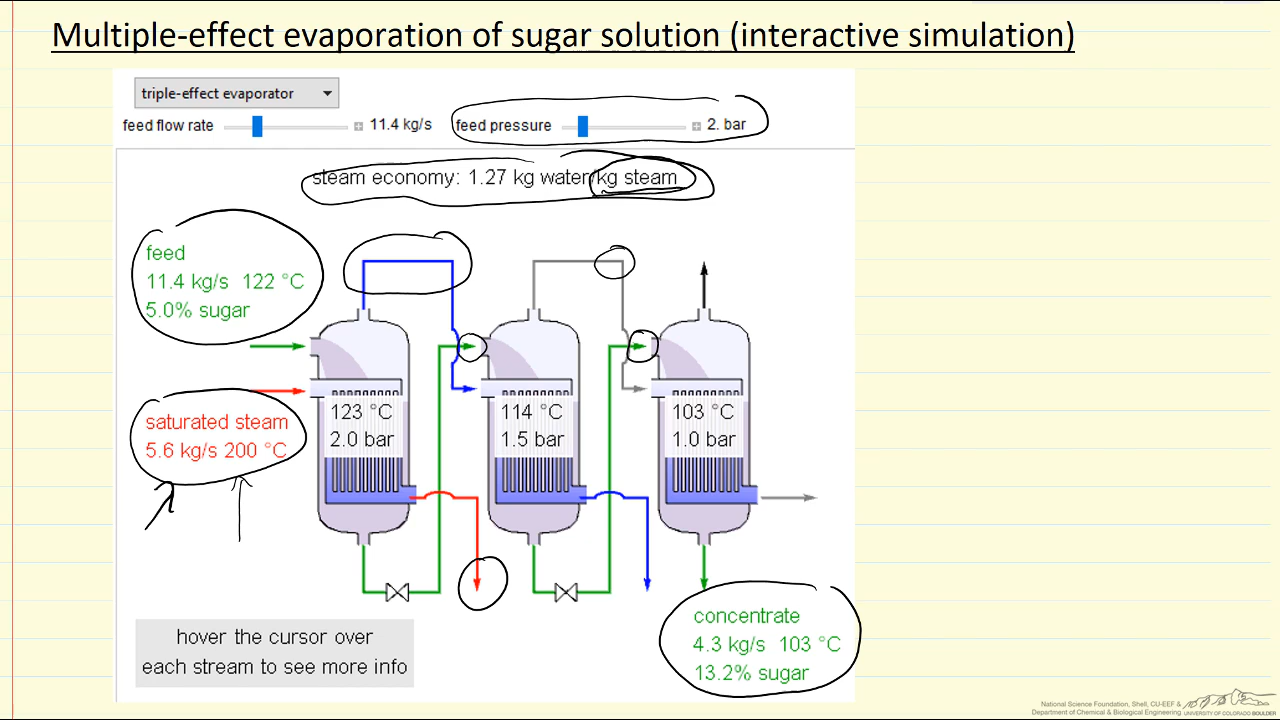 Multiple-effect evaporation of sugar solution (interactive simulation)
triple-effect evaporator
feed flow rate 11.4 kg/s feed pressure 2. bar
steam economy: 1.27 kg water/kg steam
feed
11.4 kg/s 122 °C
5.0% sugar
saturated steam
5.6 kg/s 200 °C
123 °C
2.0 bar
114 °C
1.5 bar
103 °C
1.0 bar
concentrate
4.3 kg/s 103 °C
13.2% sugar
hover the cursor over
each stream to see more info
National Science Foundation, Shell, CU-EEF &
Department of Chemical & Biological Engineering UNIVERSITY OF COLORADO BOULDER